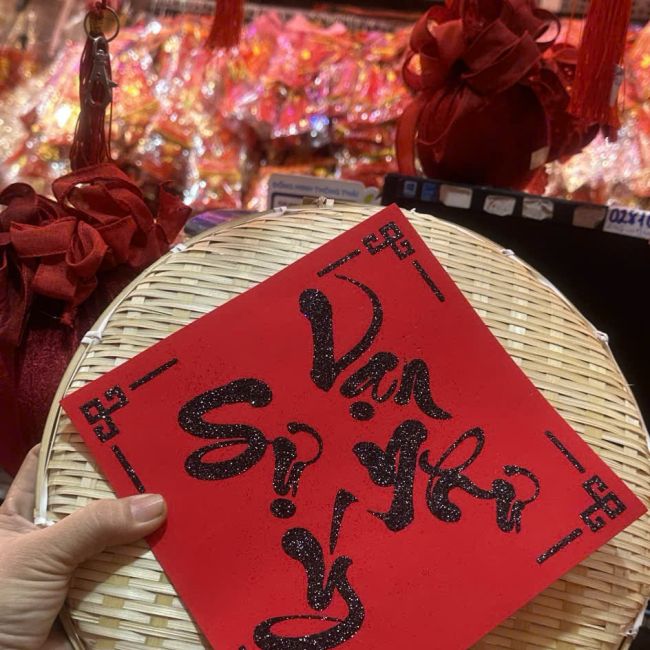 Vạn
Sự Như
Ý